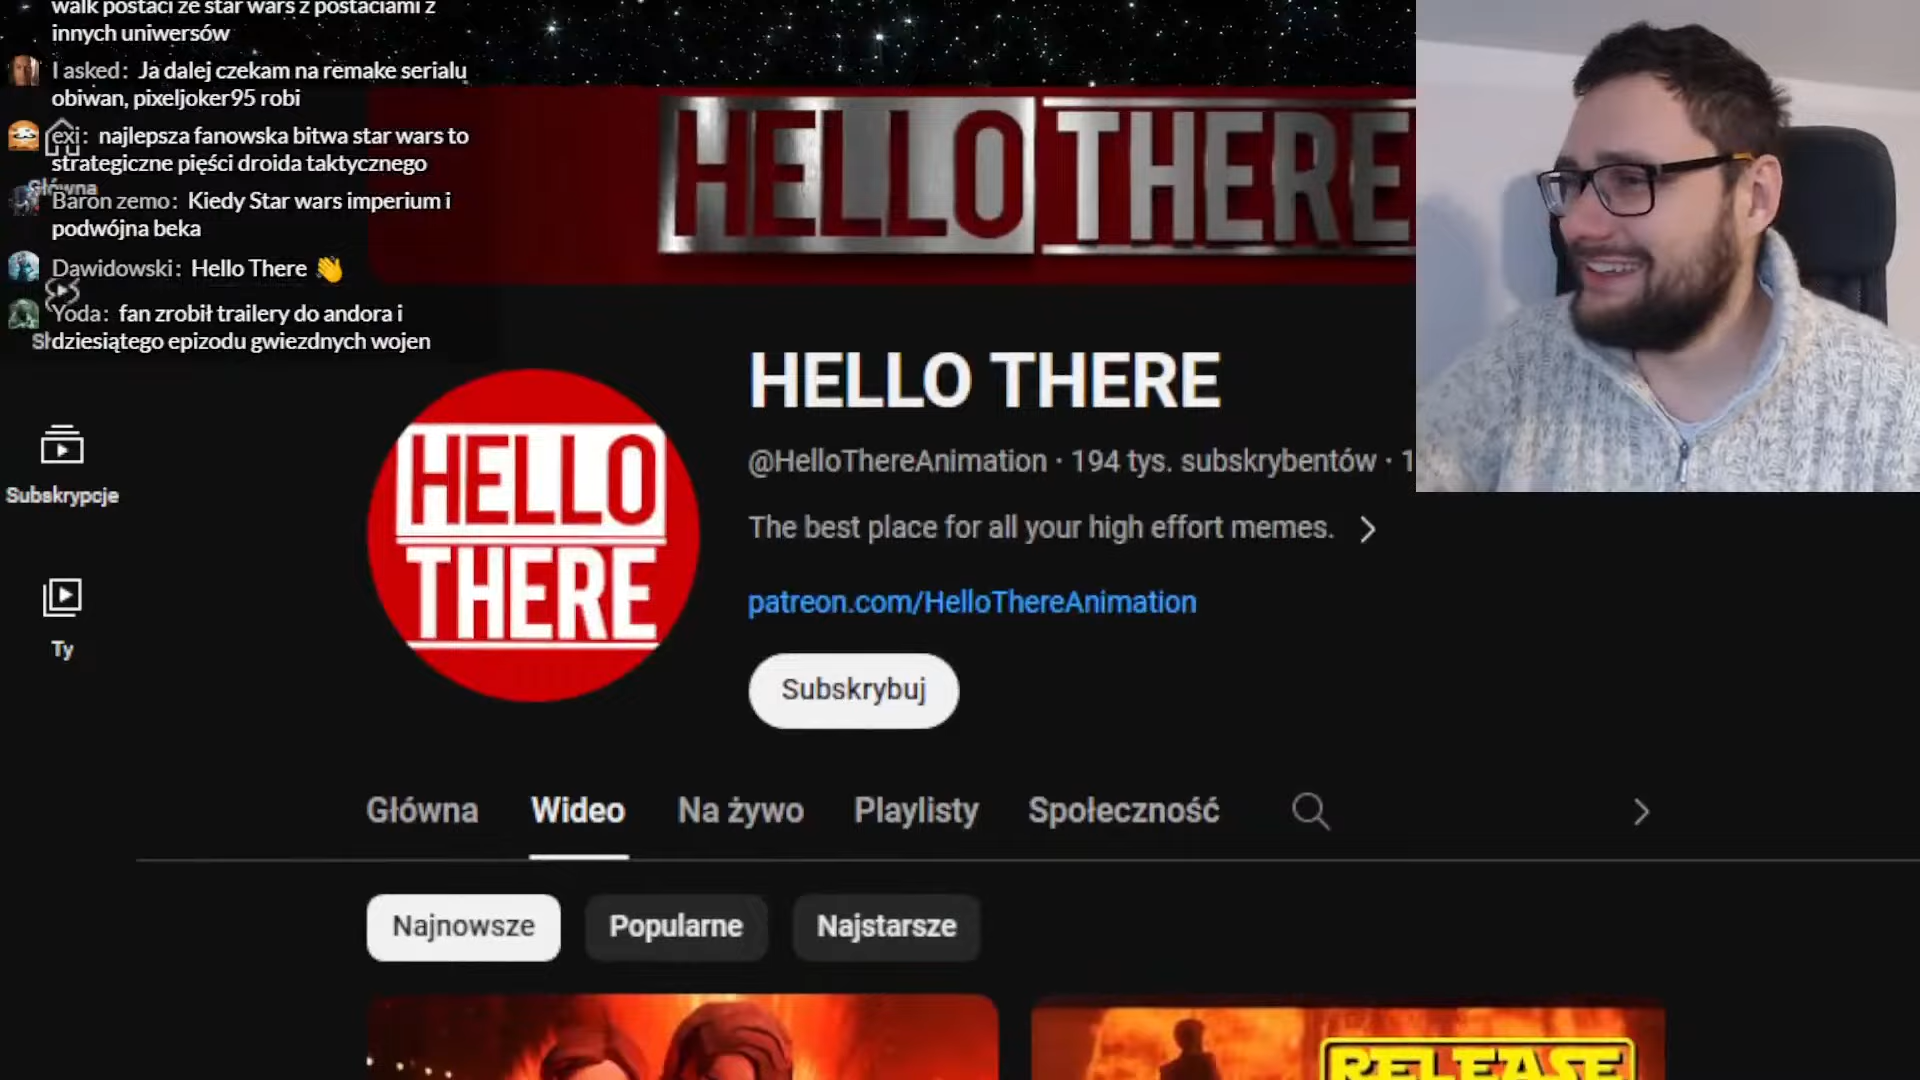 walk postaci ze star wars z postaciami z
innych uniwersów
I asked: Ja dalej czekam na remake serialu
obiwan, pixeljoker95 robi
exi: najlepsza fanowska bitwa star wars to
strategiczne pięści droida taktycznego
Główna
Baron zemo: Kiedy Star wars imperium i
podwójna beka
Dawidowski: Hello There 👋
Yoda: fan zrobił trailery do andora i
dziesiątego epizodu gwiezdnych wojen
Subskrypcje
Ty
HELLO THERE
HELLO
THERE
HELLO THERE
@HelloThereAnimation · 194 tys. subskrybentów · 1
The best place for all your high effort memes.
patreon.com/HelloThereAnimation
Subskrybuj
Główna Wideo Na żywo Playlisty Społeczność
Najnowsze Popularne Najstarsze
RELEASE